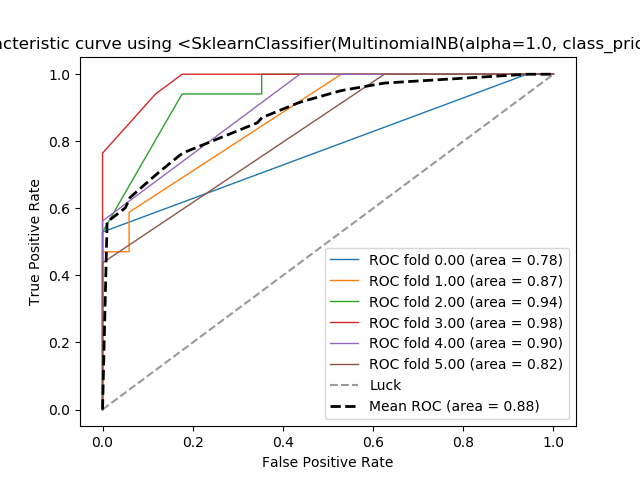 acteristic curve using <SklearnClassifier(MultinomialNB(alpha=1.0, class_prio
True Positive Rate
1.0
0.8
0.6
0.4
0.2
0.0
ROC fold 0.00 (area = 0.78)
ROC fold 1.00 (area = 0.87)
ROC fold 2.00 (area = 0.94)
ROC fold 3.00 (area = 0.98)
ROC fold 4.00 (area = 0.90)
ROC fold 5.00 (area = 0.82)
Luck
Mean ROC (area = 0.88)
0.0 0.2 0.4 0.6 0.8 1.0
False Positive Rate